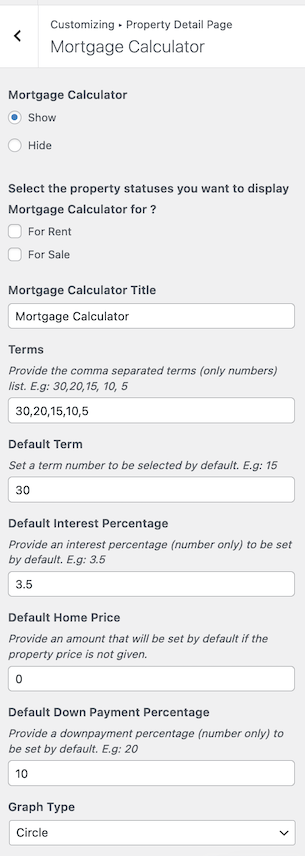 Customizing ▸ Property Detail Page
Mortgage Calculator
Mortgage Calculator
Show
Hide
Select the property statuses you want to display
Mortgage Calculator for ?
For Rent
For Sale
Mortgage Calculator Title
Mortgage Calculator
Terms
Provide the comma separated terms (only numbers)
list. E.g: 30,20,15, 10, 5
30,20,15,10,5
Default Term
Set a term number to be selected by default. E.g: 15
30
Default Interest Percentage
Provide an interest percentage (number only) to be set
by default. E.g: 3.5
3.5
Default Home Price
Provide an amount that will be set by default if the
property price is not given.
0
Default Down Payment Percentage
Provide a downpayment percentage (number only) to
be set by default. E.g: 20
10
Graph Type
Circle